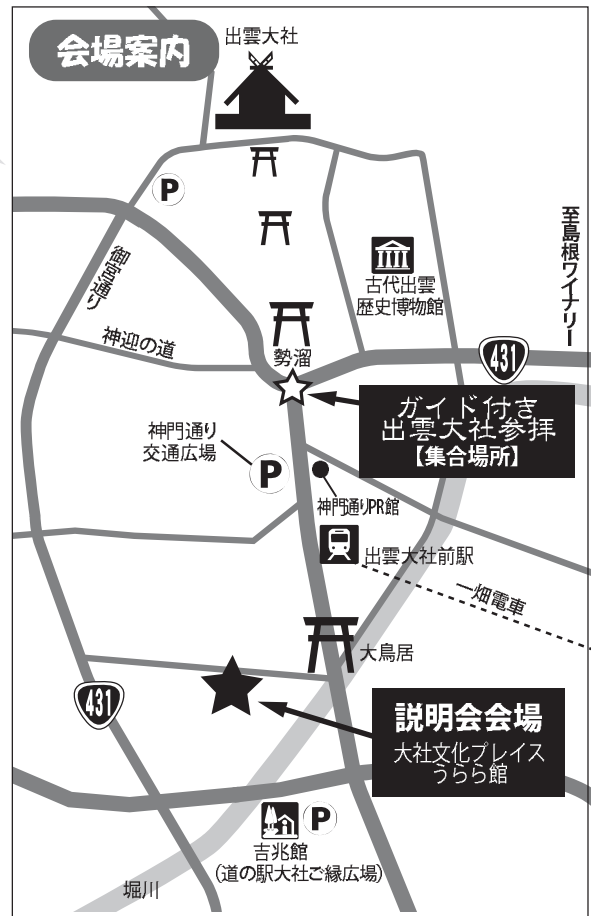 会場案内
出雲大社
P
御宮通り
古代出雲
歴史博物館
至島根ワイナリー
神迎の道
勢溜
431
ガイド付き
出雲大社参拝
【集合場所】
神門通り
交通広場
P
神門通りPR館
出雲大社前駅
一畑電車
大鳥居
431
説明会会場
大社文化プレイス
うらら館
P
吉兆館
(道の駅大社ご縁広場)
堀川